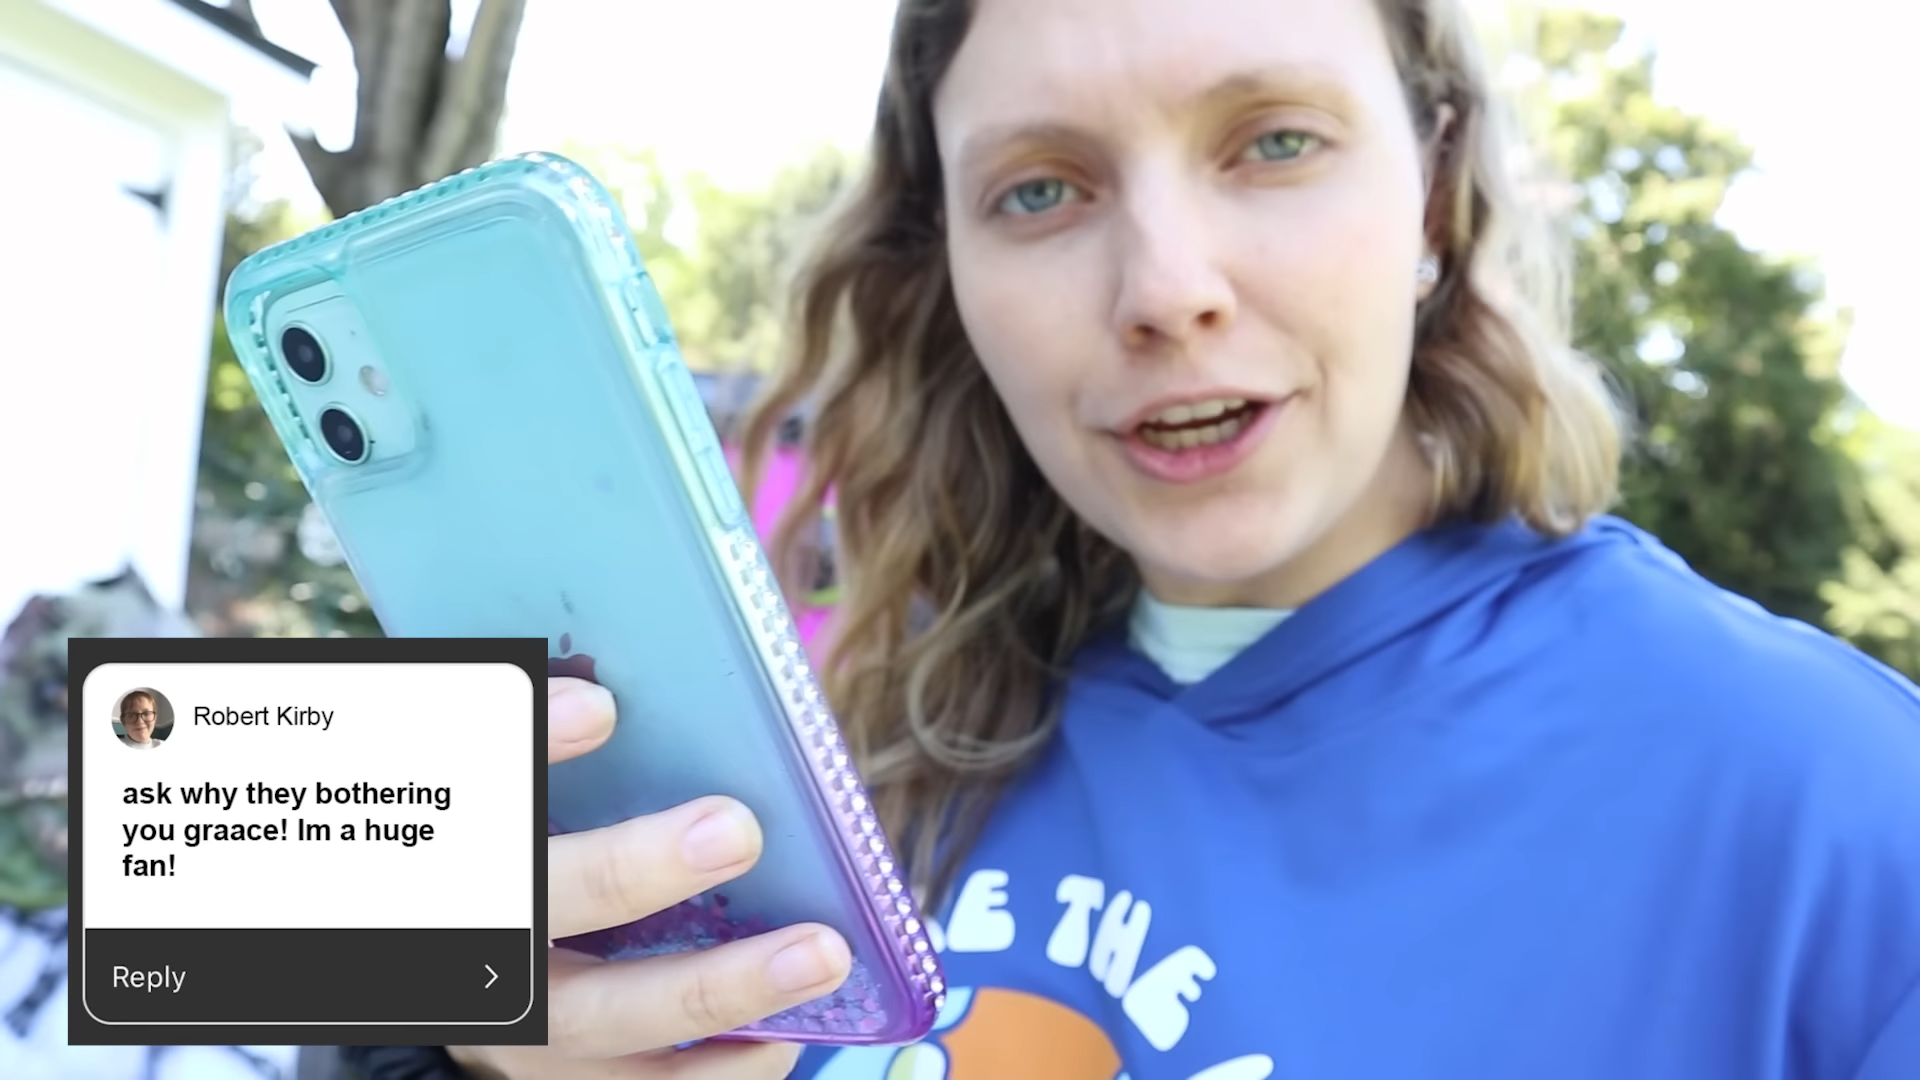 Robert Kirby
ask why they bothering
you graace! Im a huge
fan!
Reply
THE